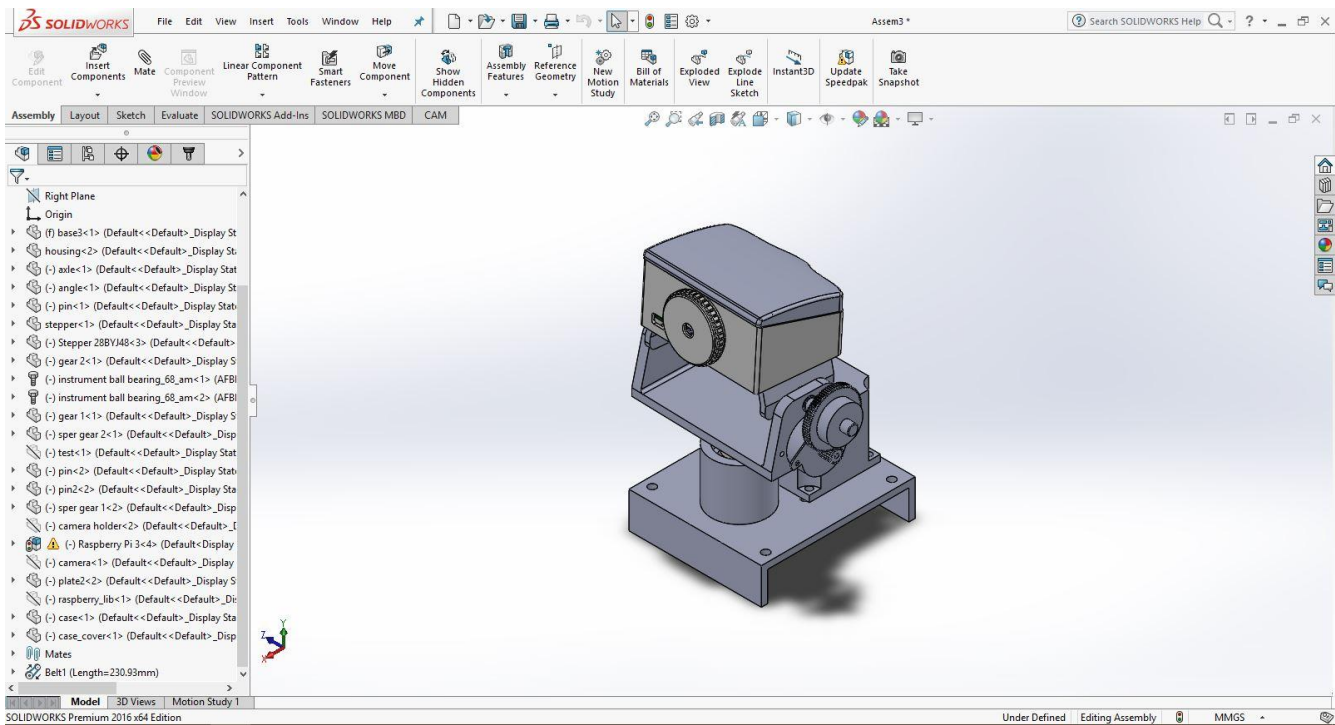 SOLIDWORKS File Edit View Insert Tools Window Help Assem3 * Search SOLIDWORKS Help ?
Edit Component
Insert Components
Mate
Component Preview Window
Linear Component Pattern
Smart Fasteners
Move Component
Show Hidden Components
Assembly Features
Reference Geometry
New Motion Study
Bill of Materials
Exploded View
Explode Line Sketch
Instant3D
Update Speedpak
Take Snapshot
Assembly Layout Sketch Evaluate SOLIDWORKS Add-Ins SOLIDWORKS MBD CAM
Right Plane
Origin
(f) base3<1> (Default<<Default>_Display St
housing<2> (Default<<Default>_Display Sta
(-) axle<1> (Default<<Default>_Display Stat
(-) angle<1> (Default<<Default>_Display St
(-) pin<1> (Default<<Default>_Display State
stepper<1> (Default<<Default>_Display Sta
(-) Stepper 28BYJ48<3> (Default<<Default>
(-) gear 2<1> (Default<<Default>_Display S
(-) instrument ball bearing_68_am<1> (AFBI
(-) instrument ball bearing_68_am<2> (AFBI
(-) gear 1<1> (Default<<Default>_Display S
(-) sper gear 2<1> (Default<<Default>_Disp
(-) test<1> (Default<<Default>_Display Stat
(-) pin<2> (Default<<Default>_Display State
(-) pin2<2> (Default<<Default>_Display Sta
(-) sper gear 1<2> (Default<<Default>_Disp
(-) camera holder<2> (Default<<Default>_D
(-) Raspberry Pi 3<4> (Default<Display
(-) camera<1> (Default<<Default>_Display
(-) plate2<2> (Default<<Default>_Display S
(-) raspberry_lib<1> (Default<<Default>_Dis
(-) case<1> (Default<<Default>_Display Sta
(-) case_cover<1> (Default<<Default>_Disp
Mates
Belt1 (Length=230.93mm)
Y
Z
X
Model 3D Views Motion Study 1
SOLIDWORKS Premium 2016 x64 Edition Under Defined Editing Assembly MMGS